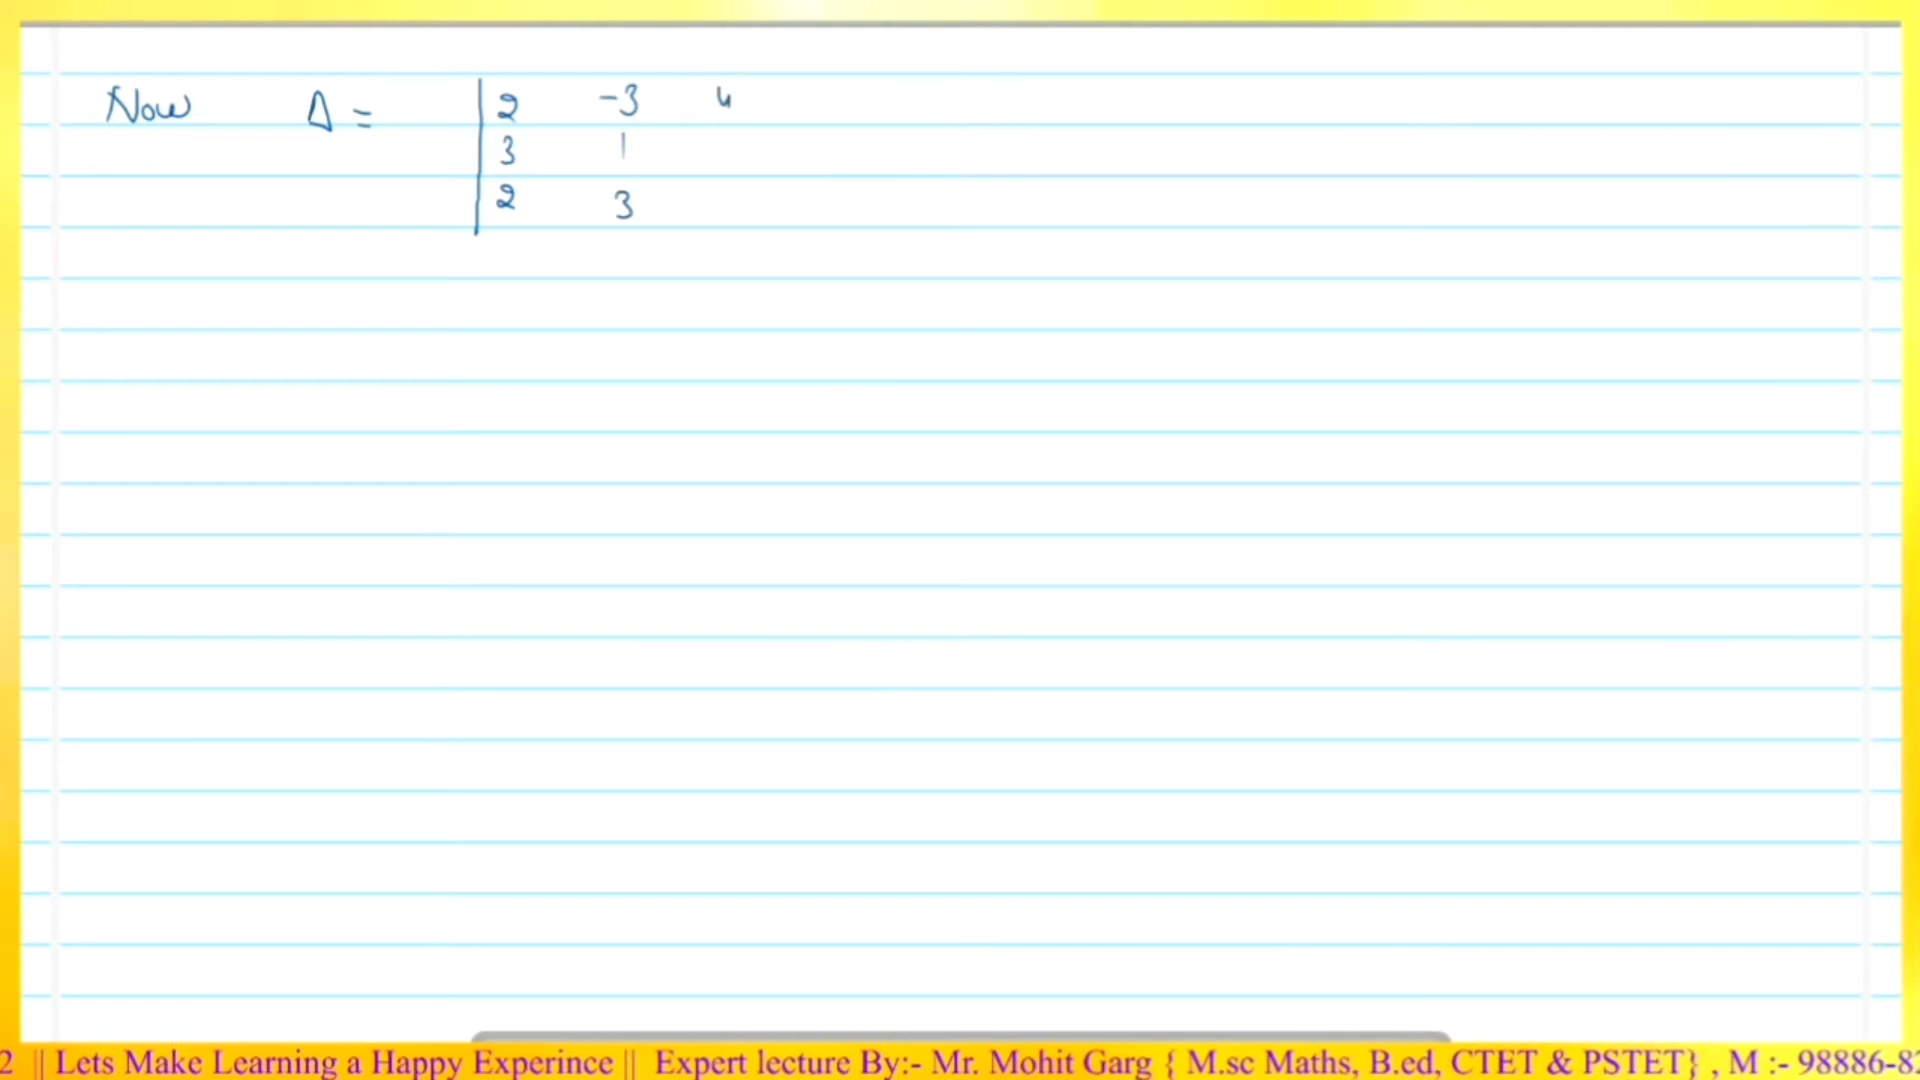 Now Δ = | 2 -3 4
3 1
2 3
2 || Lets Make Learning a Happy Experince || Expert lecture By:- Mr. Mohit Garg { M.sc Maths, B.ed, CTET & PSTET} , M :- 98886-82